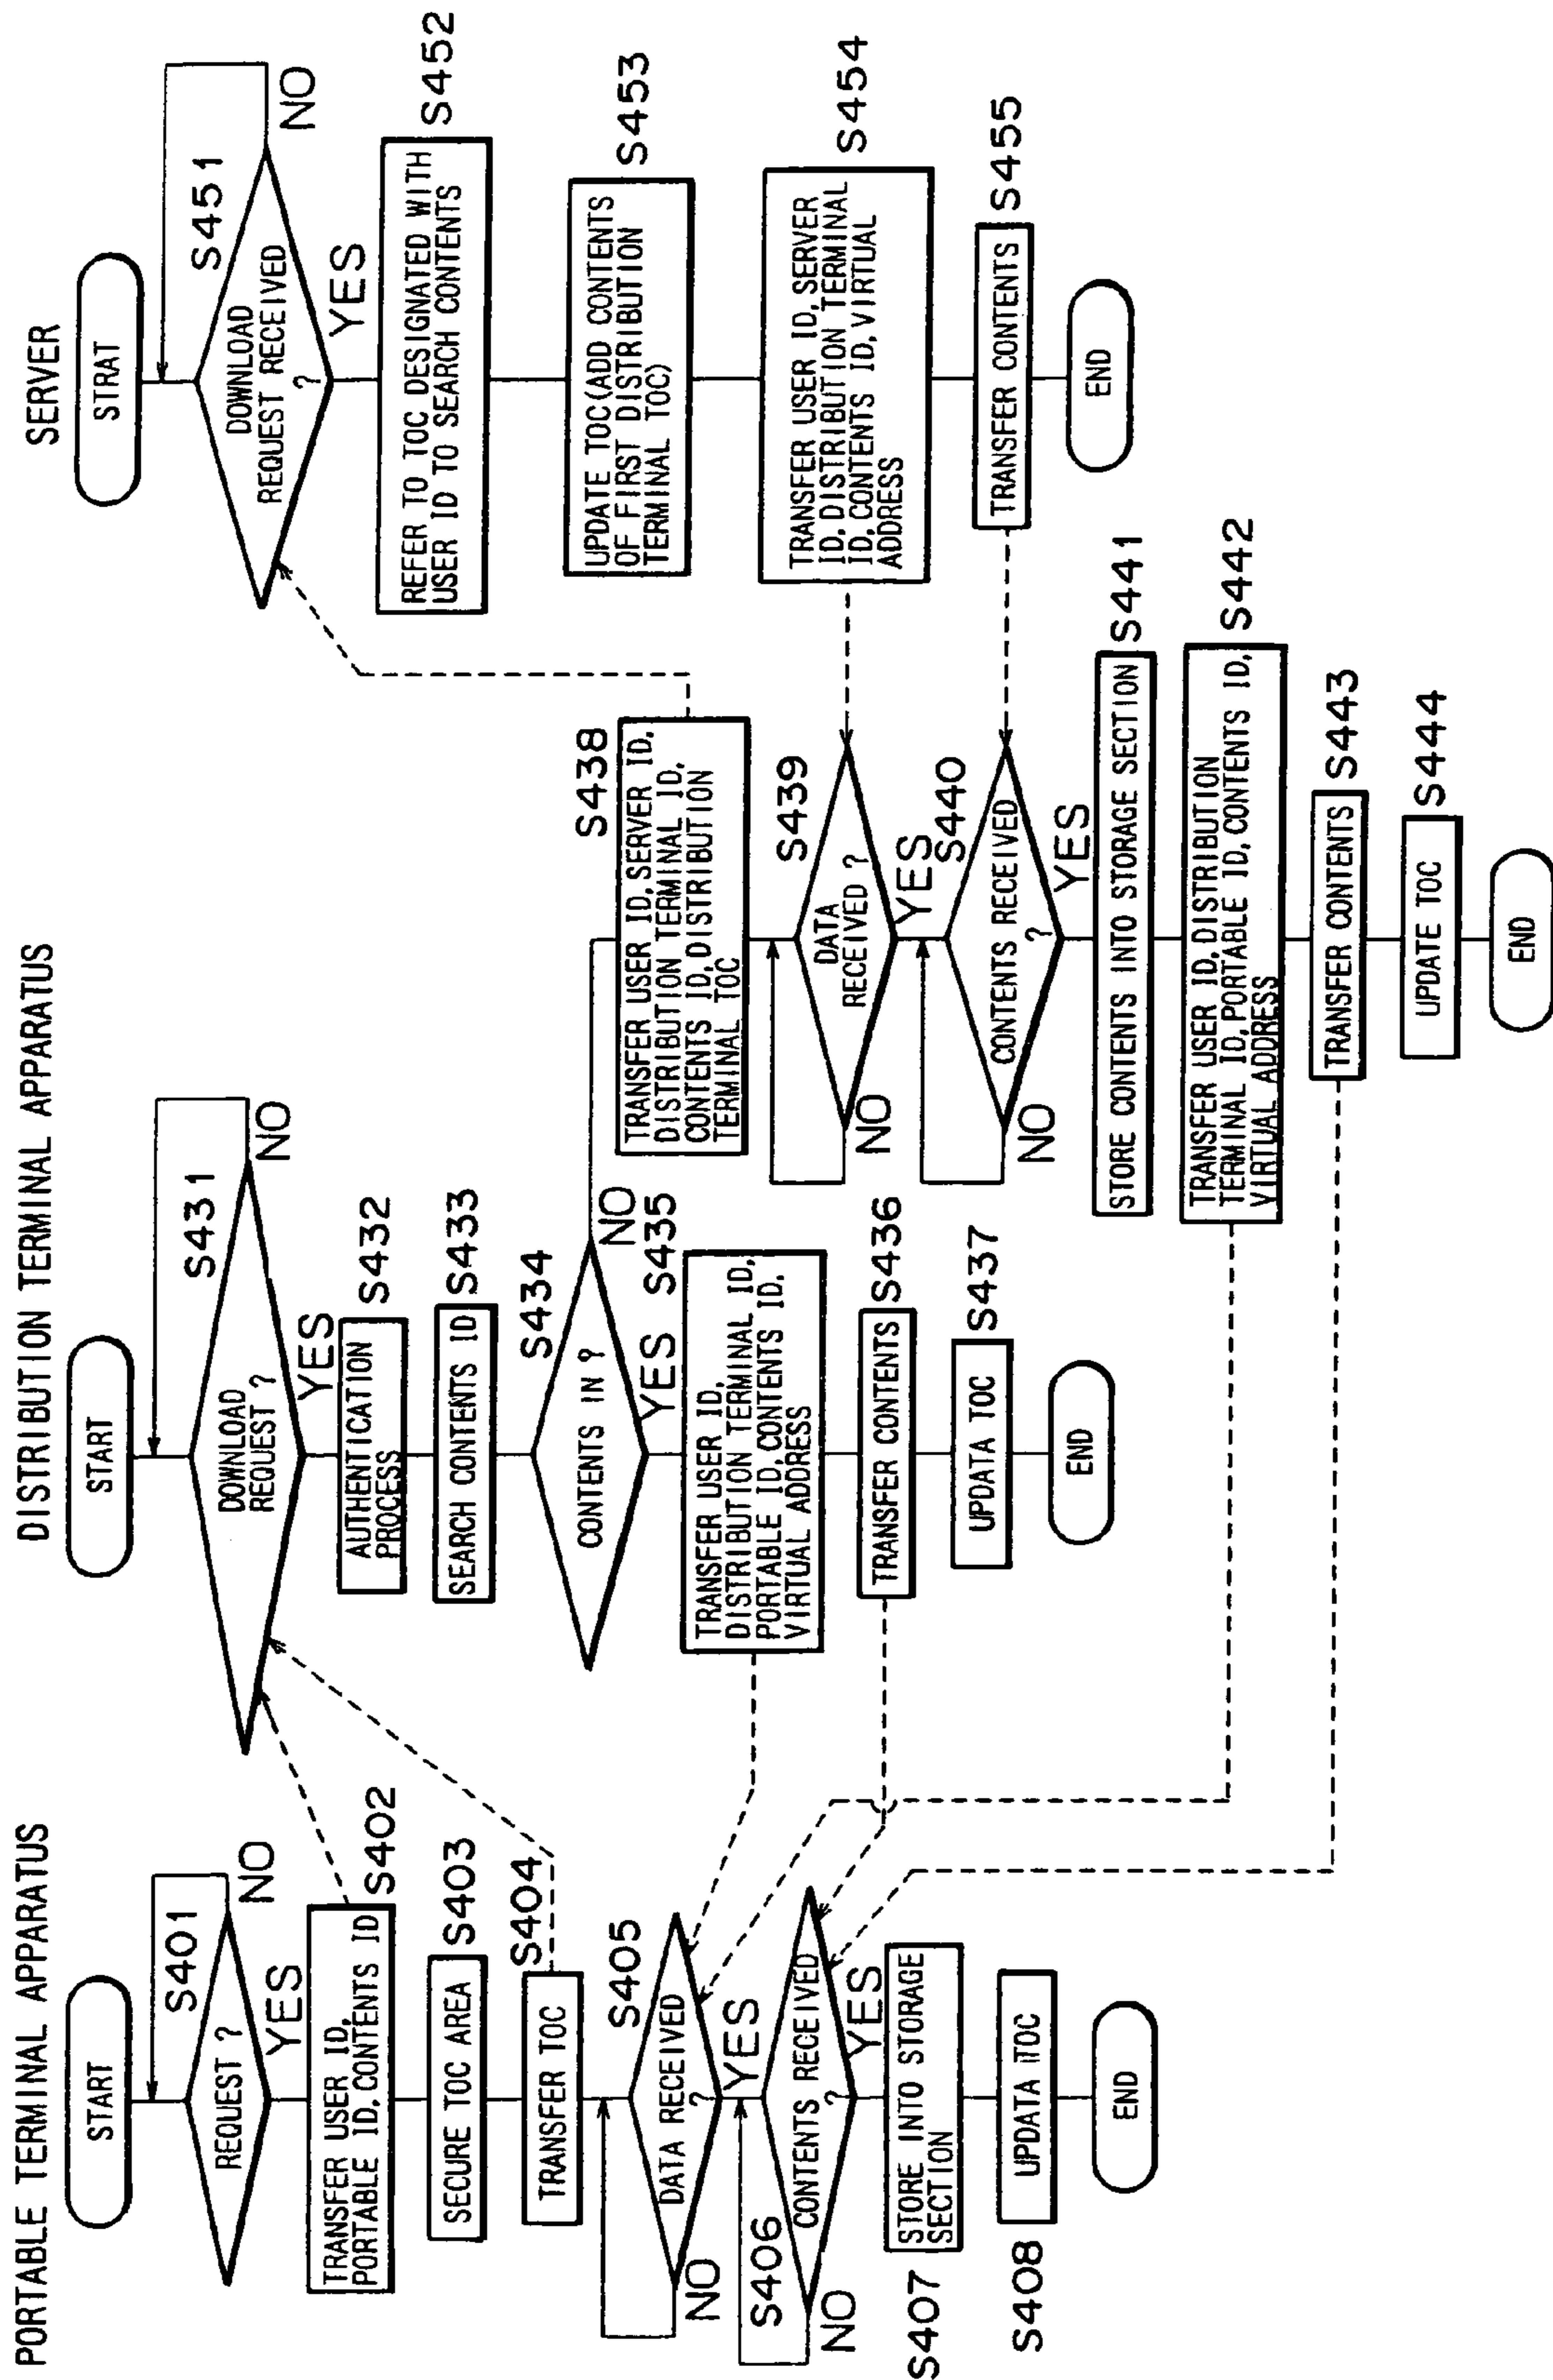 PORTABLE TERMINAL APPARATUS
START
S401
REQUEST ?
NO
YES
TRANSFER USER ID,
PORTABLE ID, CONTENTS ID
S402
SECURE TOC AREA
S403
TRANSFER TOC
S404
S405
DATA RECEIVED
?
NO
YES
S406
CONTENTS RECEIVED
?
NO
YES
STORE INTO STORAGE
SECTION
S407
UPDATA TOC
S408
END
DISTRIBUTION TERMINAL APPARATUS
START
S431
DOWNLOAD
REQUEST ?
NO
YES
AUTHENTICATION
PROCESS
S432
SEARCH CONTENTS ID
S433
S434
CONTENTS IN ?
NO
YES
S435
TRANSFER USER ID,
DISTRIBUTION TERMINAL ID,
PORTABLE ID, CONTENTS ID,
VIRTUAL ADDRESS
TRANSFER CONTENTS
S436
UPDATA TOC
S437
END
S438
TRANSFER USER ID, SERVER ID,
DISTRIBUTION TERMINAL ID,
CONTENTS ID, DISTRIBUTION
TERMINAL TOC
S439
DATA
RECEIVED ?
NO
YES
S440
CONTENTS RECEIVED
?
NO
YES
STORE CONTENTS INTO STORAGE SECTION
S441
TRANSFER USER ID, DISTRIBUTION
TERMINAL ID, PORTABLE ID, CONTENTS ID,
VIRTUAL ADDRESS
S442
TRANSFER CONTENTS
S443
UPDATE TOC
S444
END
SERVER
STRAT
S451
DOWNLOAD
REQUEST RECEIVED
?
NO
YES
REFER TO TOC DESIGNATED WITH
USER ID TO SEARCH CONTENTS
S452
UPDATE TOC(ADD CONTENTS
OF FIRST DISTRIBUTION
TERMINAL TOC)
S453
TRANSFER USER ID, SERVER
ID, DISTRIBUTION TERMINAL
ID, CONTENTS ID, VIRTUAL
ADDRESS
S454
TRANSFER CONTENTS
S455
END